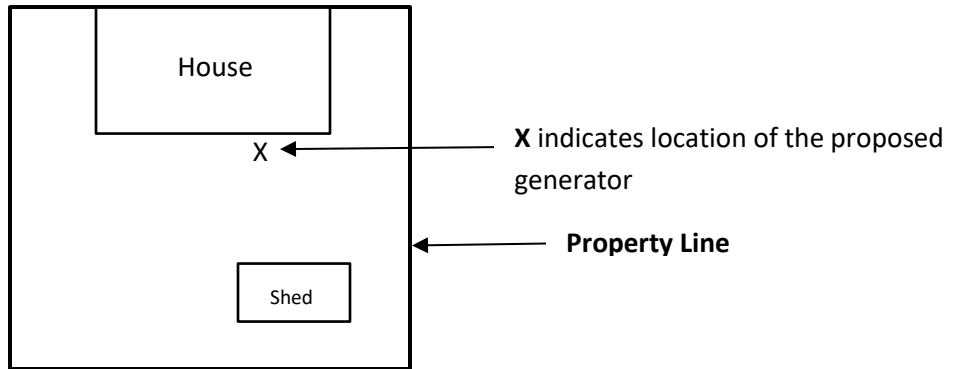 House
X
X indicates location of the proposed
generator
Property Line
Shed